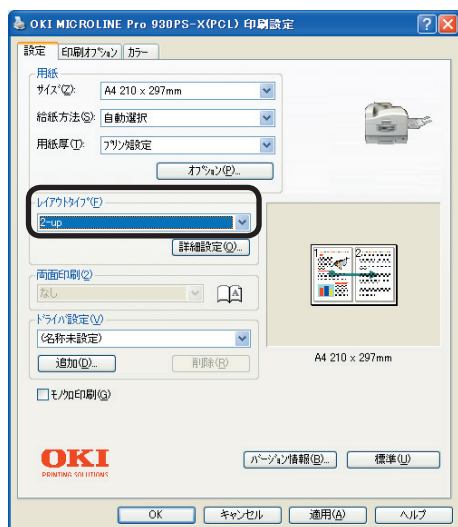 OKI MICROLINE Pro 930PS-X(PCL) 印刷設定
設定 印刷オプション カラー
用紙
サイズ(Z): A4 210 x 297mm
給紙方法(S): 自動選択
用紙厚(T): プリンタ設定
オプション(P)...
レイアウトタイプ(F)
2-up
詳細設定(O)...
両面印刷(2)
なし
A
ドライバ設定(V)
(名称未設定)
追加(D)... 削除(R)
1 2
A4 210 x 297mm
モノクロ印刷(G)
OKI
PRINTING SOLUTIONS
バージョン情報(B)... 標準(U)
OK キャンセル 適用(A) ヘルプ